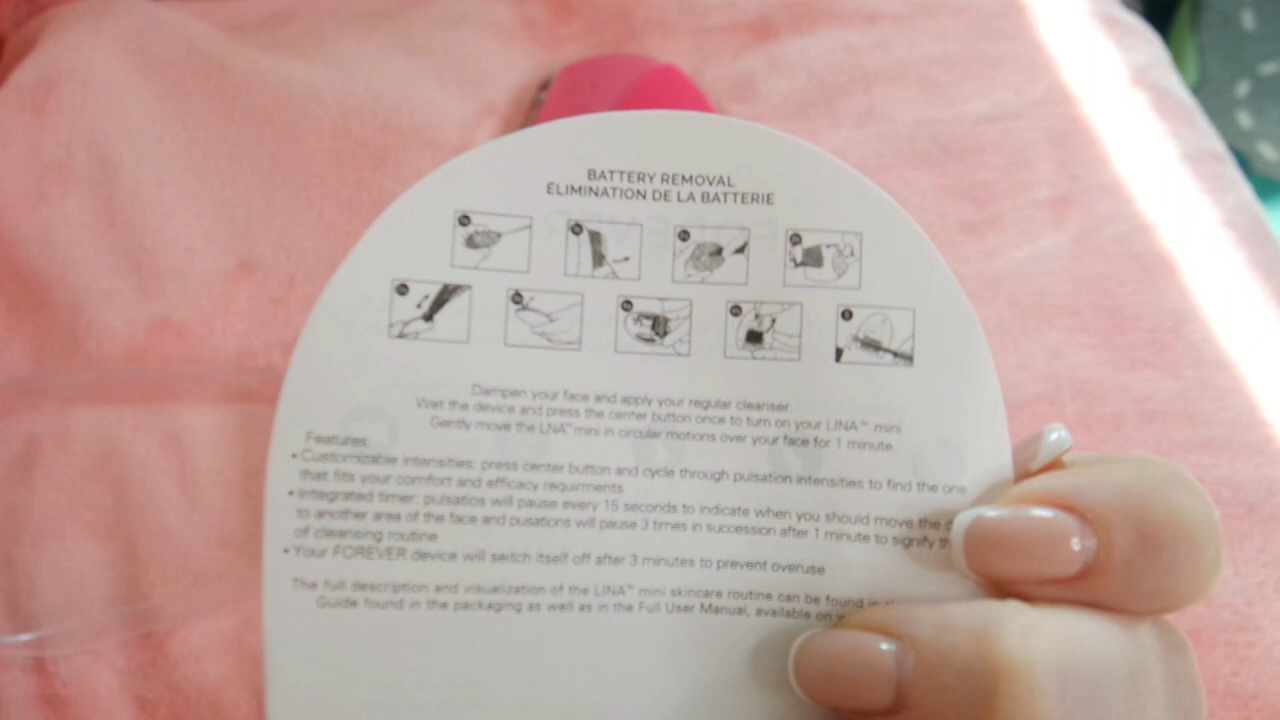 BATTERY REMOVAL
ÉLIMINATION DE LA BATTERIE
Dampen your face and apply your regular cleanser.
Wet the device and press the center button once to turn on your LINA™ mini
Gently move the LNA™mini in circular motions over your face for 1 minute.
Features:
• Customizable intensities: press center button and cycle through pulsation intensities to find the one
that fits your comfort and efficacy requirments
• Integrated timer: pulsatios will pause every 15 seconds to indicate when you should move the
to another area of the face and pusations will pause 3 times in succession after 1 minute to signify
of cleansing routine
• Your FOREVER device will seitch itself off after 3 minutes to prevent overuse
The full description and visualization of the LINA™ mini skincare routine can be found in
Guide found in the packaging as well as in the Full User Manual, available on